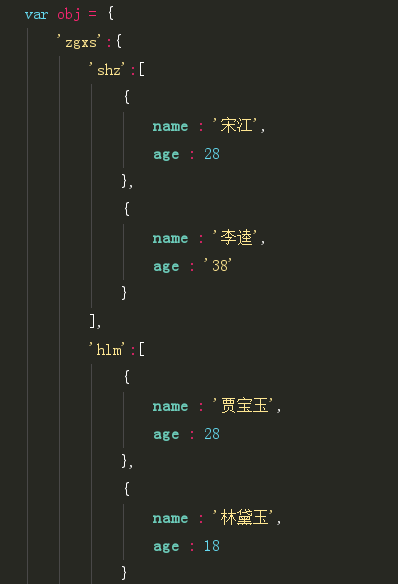 var obj = {
'zgxs':{
'shz':[
{
name : '宋江',
age : 28
},
{
name : '李逵',
age : '38'
}
],
'hlm':[
{
name : '贾宝玉',
age : 28
},
{
name : '林黛玉',
age : 18
}